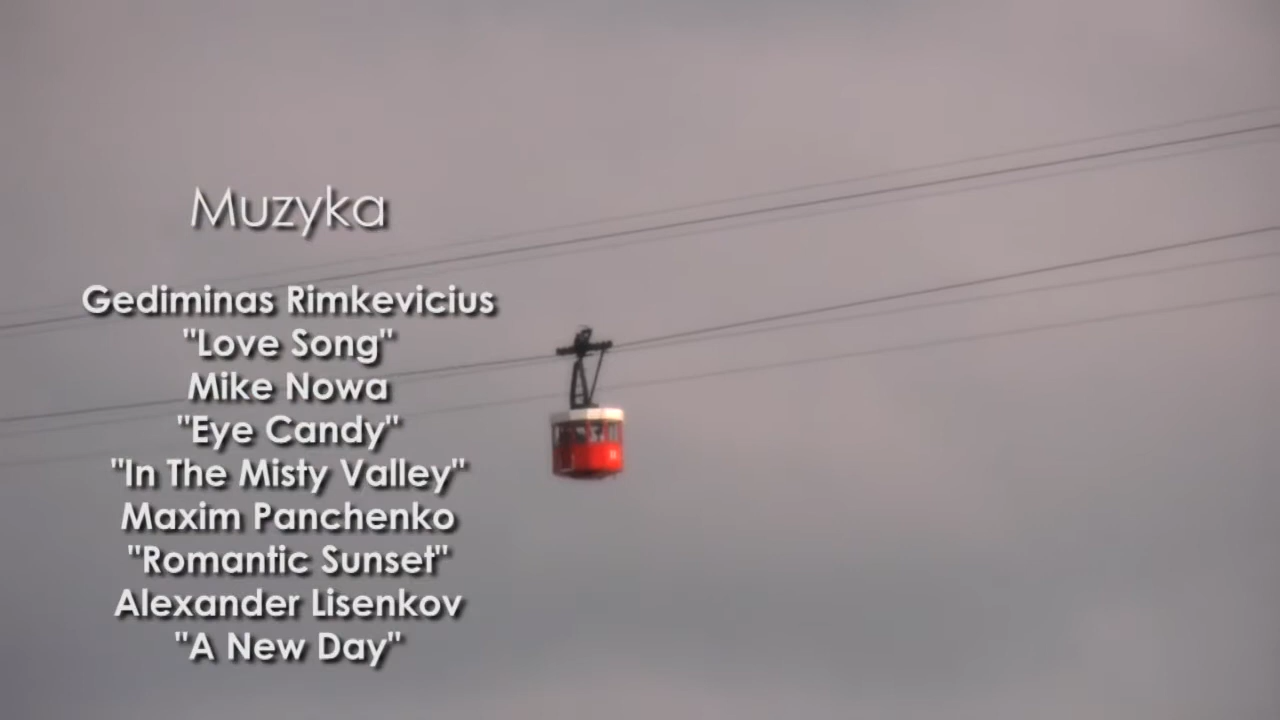 Muzyka
Gediminas Rimkevicius
"Love Song"
Mike Nowa
"Eye Candy"
"In The Misty Valley"
Maxim Panchenko
"Romantic Sunset"
Alexander Lisenkov
"A New Day"